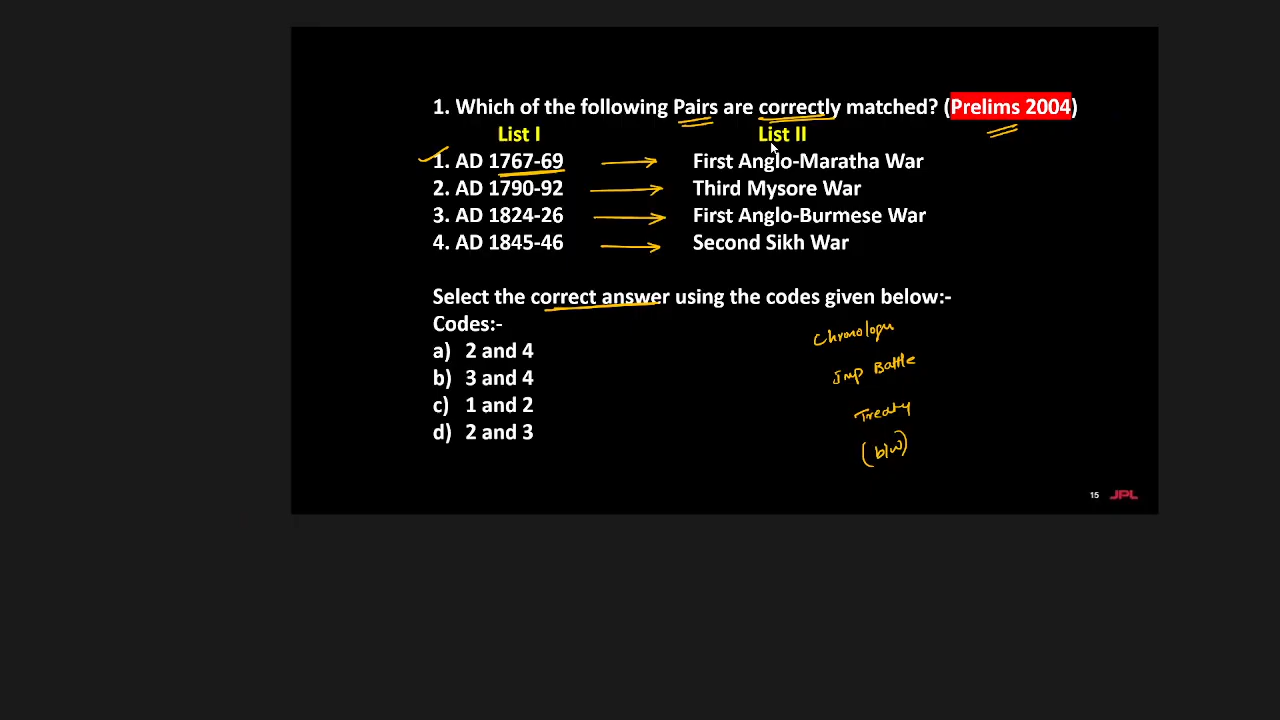 1. Which of the following Pairs are correctly matched? (Prelims 2004)
List I List II
1. AD 1767-69 First Anglo-Maratha War
2. AD 1790-92 Third Mysore War
3. AD 1824-26 First Anglo-Burmese War
4. AD 1845-46 Second Sikh War
Select the correct answer using the codes given below:-
Codes:-
a) 2 and 4
b) 3 and 4
c) 1 and 2
d) 2 and 3
Imp Battle
Treaty
(b/w)
15 JPL